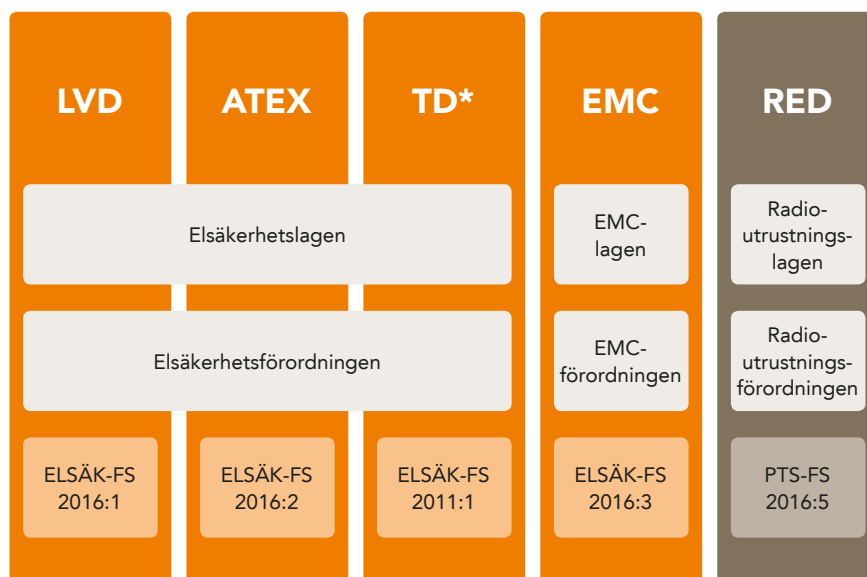 LVD
ATEX
TD*
EMC
RED
Elsäkerhetslagen
EMC-
lagen
Radio-
utrustnings-
lagen
Elsäkerhetsförordningen
EMC-
förordningen
Radio-
utrustnings-
förordningen
ELSÄK-FS
2016:1
ELSÄK-FS
2016:2
ELSÄK-FS
2011:1
ELSÄK-FS
2016:3
PTS-FS
2016:5